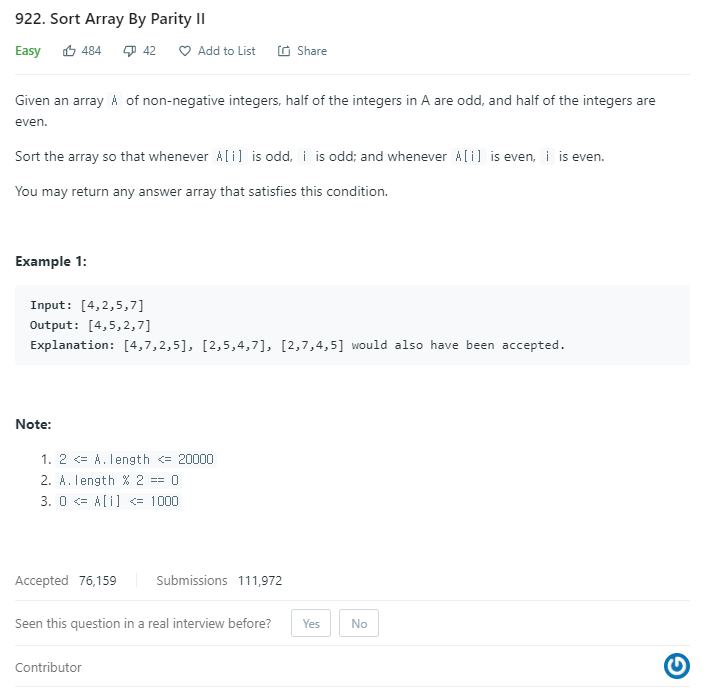 922. Sort Array By Parity II
Easy 484 42 Add to List Share
Given an array A of non-negative integers, half of the integers in A are odd, and half of the integers are
even.
Sort the array so that whenever A[i] is odd, i is odd; and whenever A[i] is even, i is even.
You may return any answer array that satisfies this condition.
Example 1:
Input: [4,2,5,7]
Output: [4,5,2,7]
Explanation: [4,7,2,5], [2,5,4,7], [2,7,4,5] would also have been accepted.
Note:
1. 2 <= A.length <= 20000
2. A.length % 2 == 0
3. 0 <= A[i] <= 1000
Accepted 76,159 Submissions 111,972
Seen this question in a real interview before? Yes No
Contributor